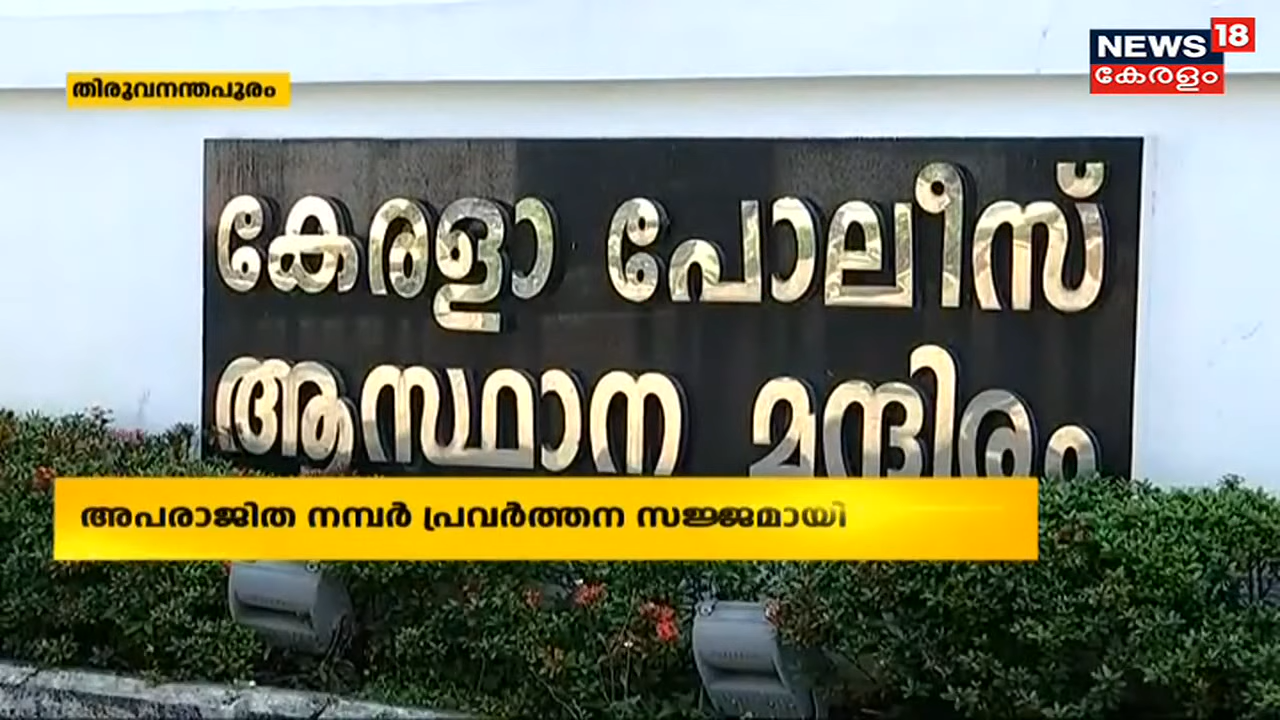 NEWS 18
കേരളം
തിരുവനന്തപുരം
കേരളാ പോലീസ്
ആസ്ഥാന മന്ദിരം
അപരാജിത നമ്പർ പ്രവർത്തന സജ്ജമായി